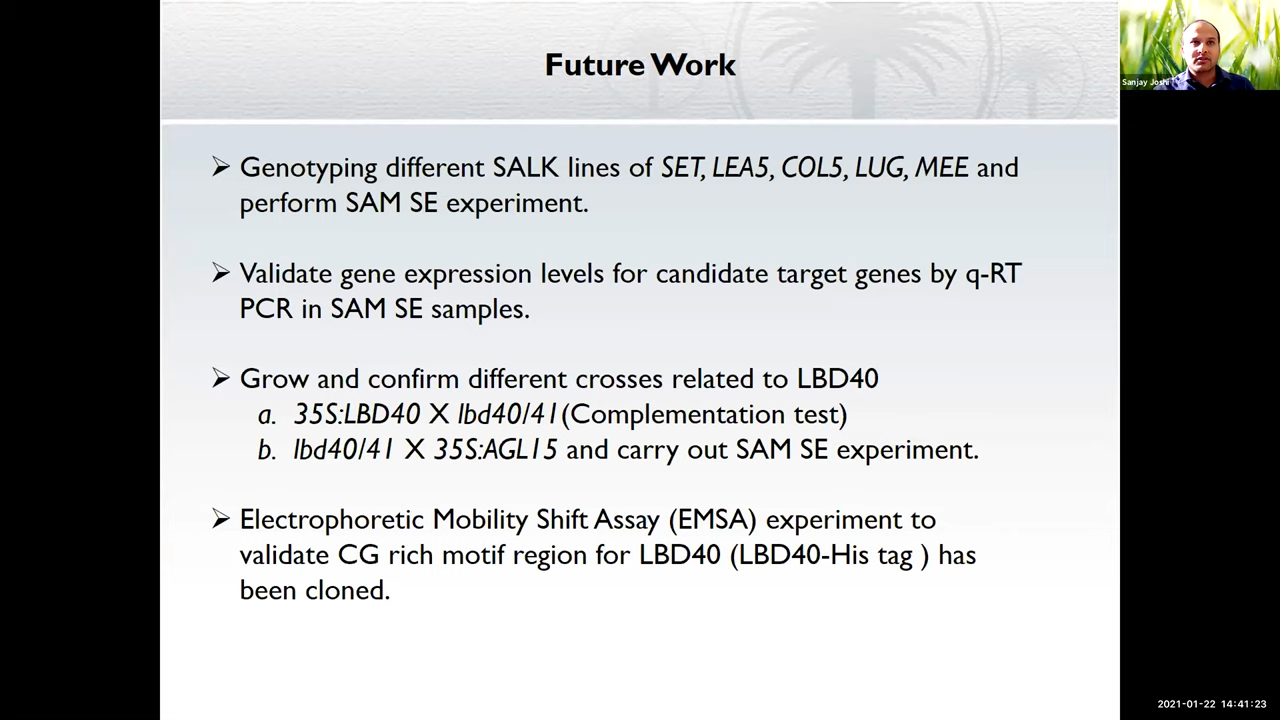 Future Work
Sanjay Joshi
➢ Genotyping different SALK lines of SET, LEA5, COL5, LUG, MEE and
perform SAM SE experiment.
➢ Validate gene expression levels for candidate target genes by q-RT
PCR in SAM SE samples.
➢ Grow and confirm different crosses related to LBD40
a. 35S:LBD40 X lbd40/41(Complementation test)
b. lbd40/41 X 35S:AGL15 and carry out SAM SE experiment.
➢ Electrophoretic Mobility Shift Assay (EMSA) experiment to
validate CG rich motif region for LBD40 (LBD40-His tag ) has
been cloned.
2021-01-22 14:41:23